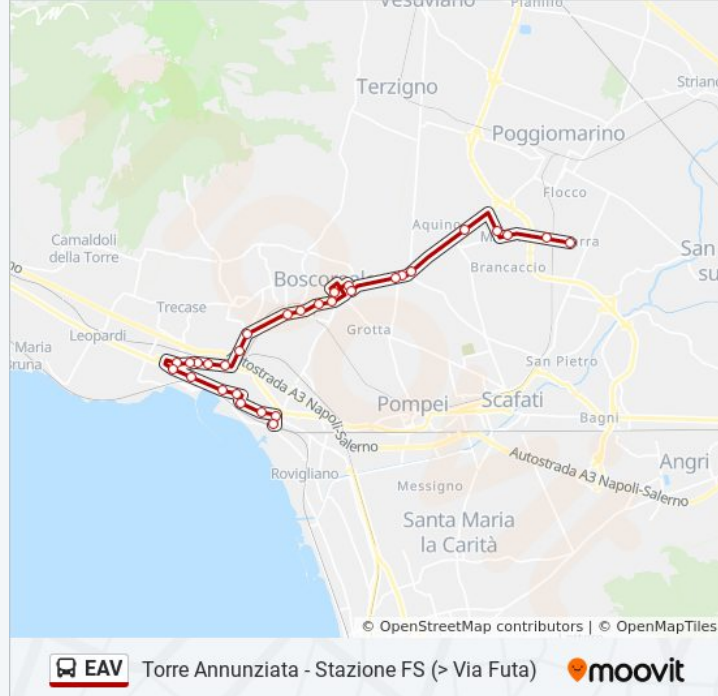 Vesuviano
Terzigno
Striano
Poggiomarino
Flocco
Camaldoli
della Torre
Aquino
San
su
Brancaccio
Trecase
Grotta
Leopardi
Maria
Bruna
San Pietro
Autostrada A3 Napoli-Salerno
Pompei
Scafati
Bagni
Rovigliano
Autostrada A3 Napoli-Salerno
Angri
Messigno
Santa Maria
la Carità
© OpenStreetMap contributors | © OpenMapTiles
EAV Torre Annunziata - Stazione FS (> Via Futa) moovit